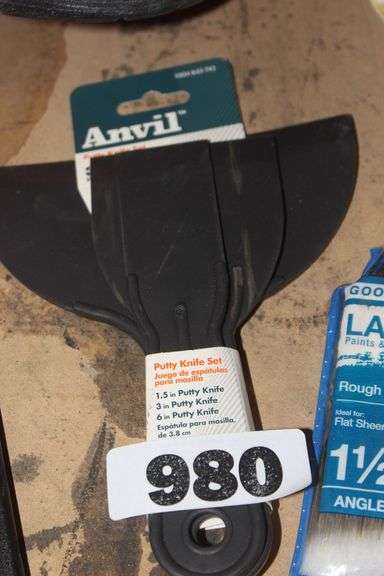 Anvil™
Putty Knife Set
Juego de espátulas
para masilla
1.5 in Putty Knife
3 in Putty Knife
6 in Putty Knife
Espátula para masilla,
de 3.8 cm
980
GOO
LA
Paints &
Rough
Ideal for:
Flat Sheen
1 1/2
ANGLE